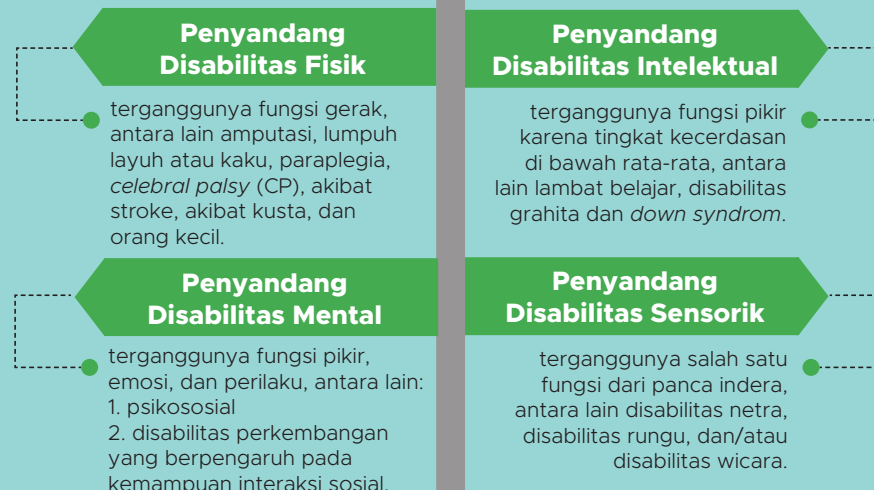 Penyandang
Disabilitas Fisik
terganggunya fungsi gerak,
antara lain amputasi, lumpuh
layuh atau kaku, paraplegia,
celebral palsy (CP), akibat
stroke, akibat kusta, dan
orang kecil.
Penyandang
Disabilitas Intelektual
terganggunya fungsi pikir
karena tingkat kecerdasan
di bawah rata-rata, antara
lain lambat belajar, disabilitas
grahita dan down syndrom.
Penyandang
Disabilitas Mental
terganggunya fungsi pikir,
emosi, dan perilaku, antara lain:
1. psikososial
2. disabilitas perkembangan
yang berpengaruh pada
kemampuan interaksi sosial.
Penyandang
Disabilitas Sensorik
terganggunya salah satu
fungsi dari panca indera,
antara lain disabilitas netra,
disabilitas rungu, dan/atau
disabilitas wicara.